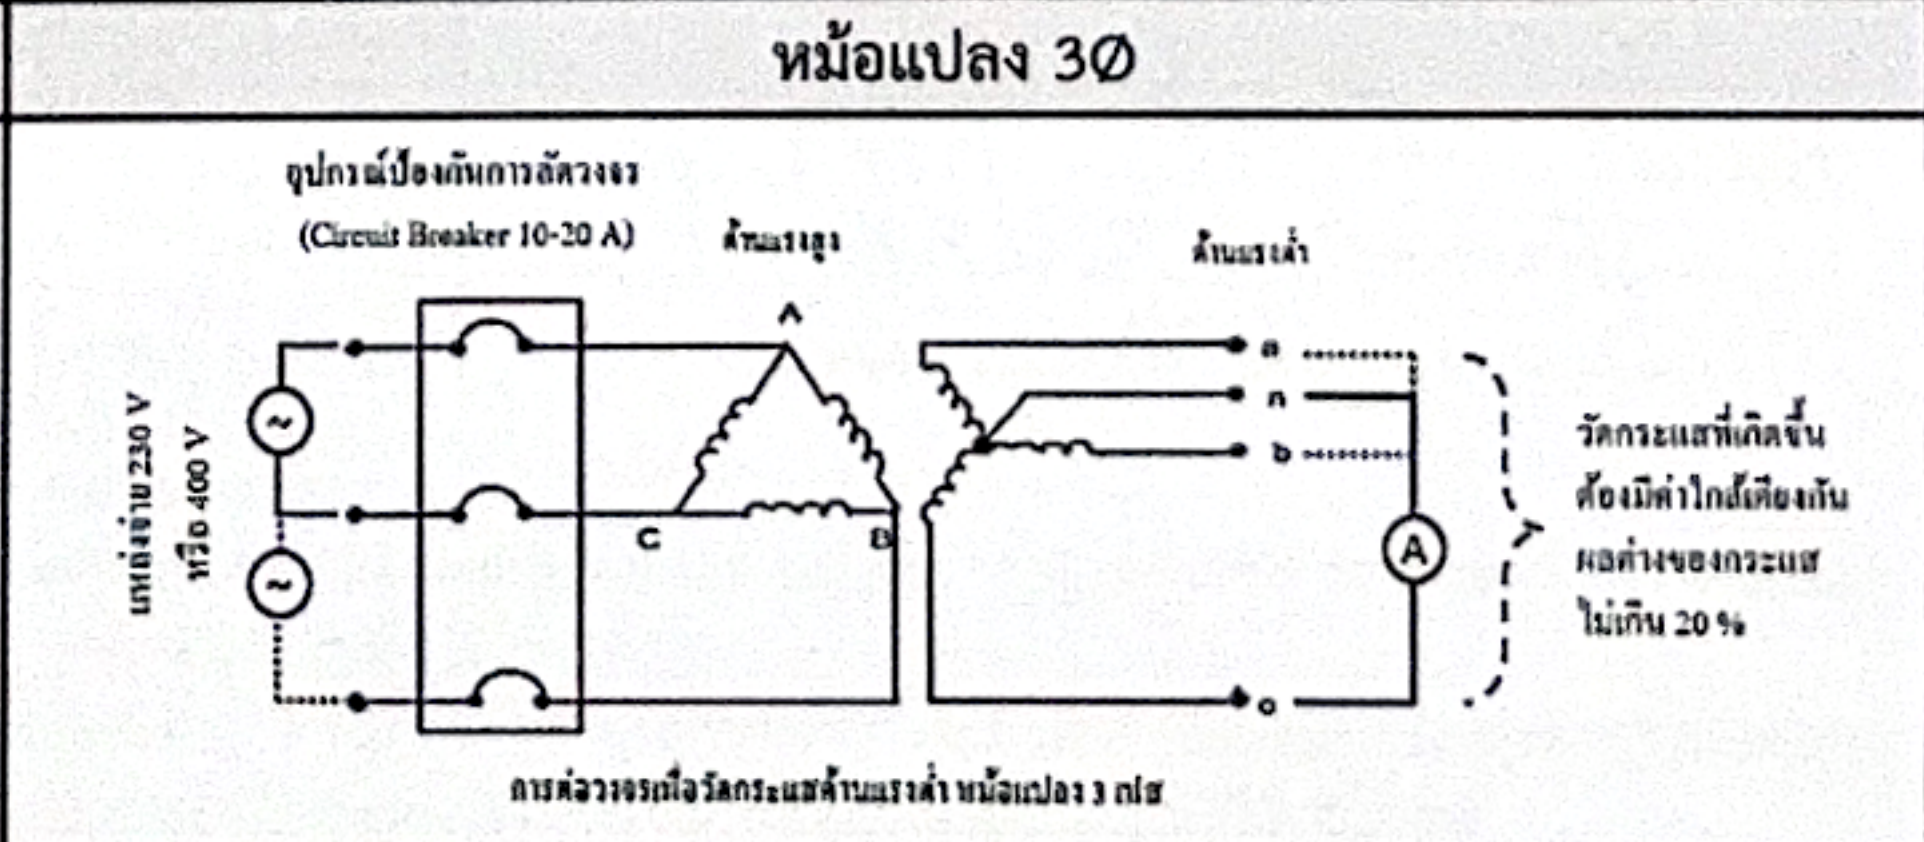 หม้อแปลง 3Ø
อุปกรณ์ป้องกันการลัดวงจร
(Circuit Breaker 10-20 A)
ด้านแรงสูง
ด้านแรงต่ำ
แหล่งจ่าย 230 V
หรือ 400 V
~
~
A
C
B
a
n
b
c
A
วัดกระแสที่เกิดขึ้น
ต้องมีค่าใกล้เคียงกัน
ผลต่างของกระแส
ไม่เกิน 20 %
การต่อวงจรเพื่อวัดกระแสด้านแรงต่ำ หม้อแปลง 3 เฟส